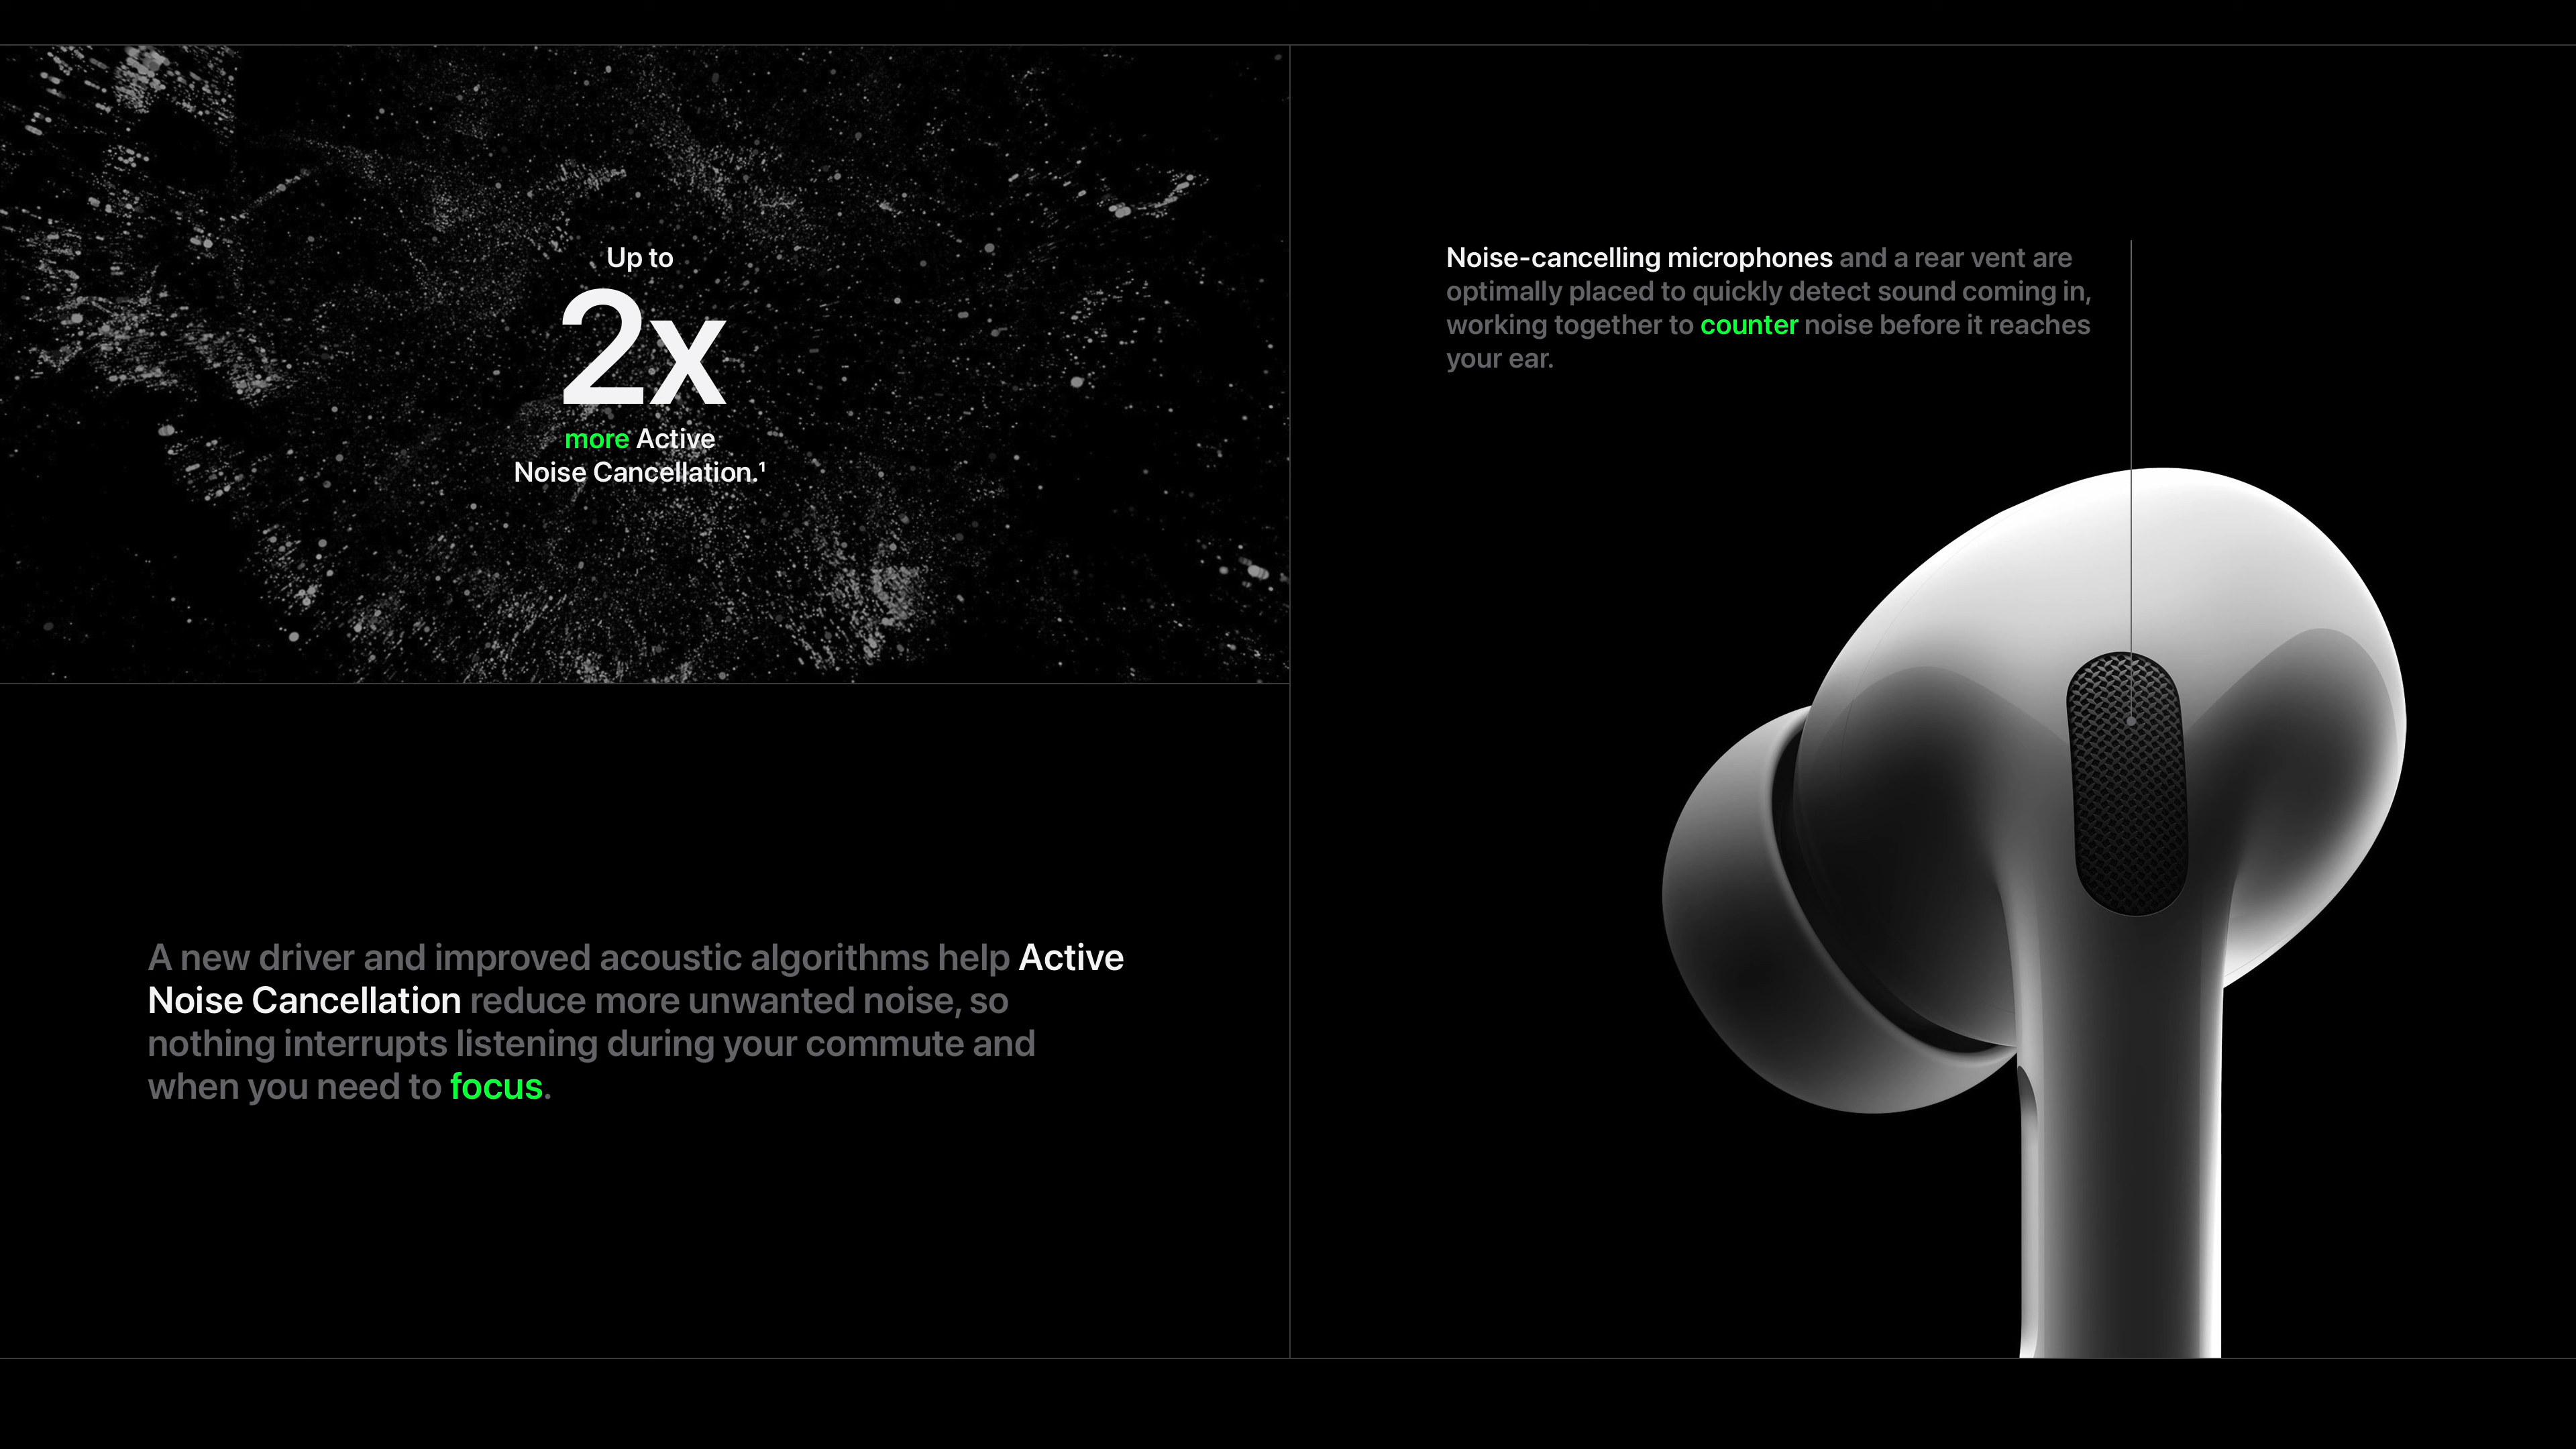 Up to
2x
more Active
Noise Cancellation.¹
Noise-cancelling microphones and a rear vent are
optimally placed to quickly detect sound coming in,
working together to counter noise before it reaches
your ear.
A new driver and improved acoustic algorithms help Active
Noise Cancellation reduce more unwanted noise, so
nothing interrupts listening during your commute and
when you need to focus.